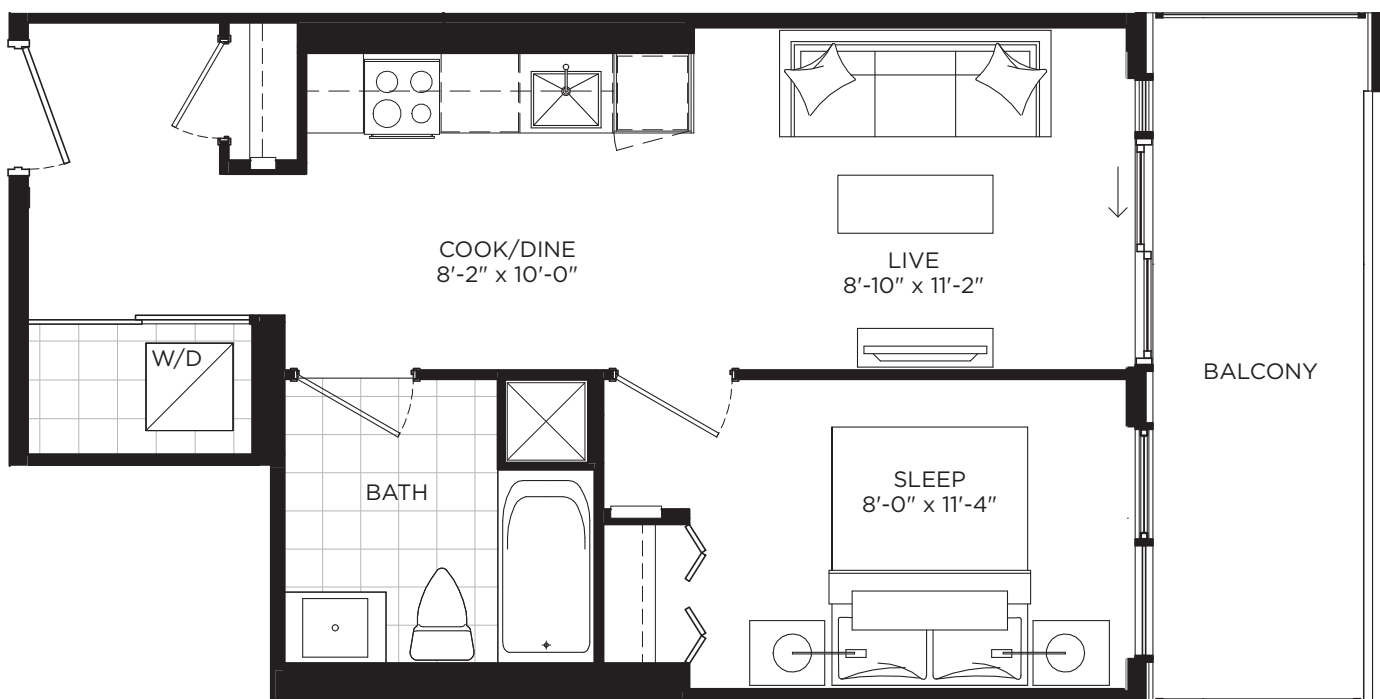 COOK/DINE
8'-2" x 10'-0"
LIVE
8'-10" x 11'-2"
W/D
BALCONY
BATH
SLEEP
8'-0" x 11'-4"